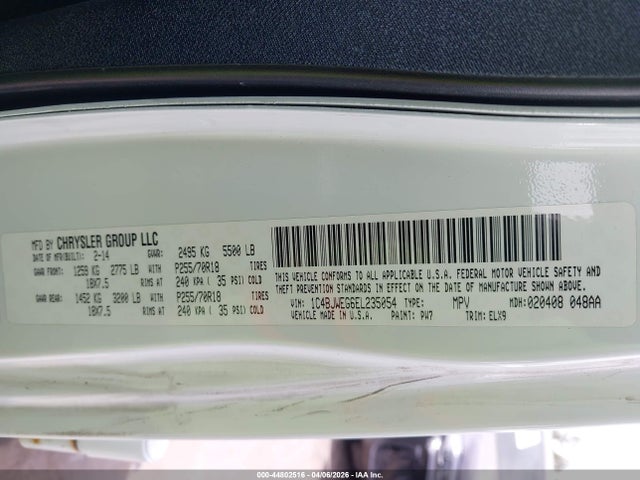 MFD BY CHRYSLER GROUP LLC
DATE OF MFR(BUILT): 2-14 GVWR: 2495 KG 5500 LB
GAWR FRONT: 1259 KG 2775 LB WITH P255/70R18 TIRES
18X7.5 RIMS AT 240 KPA ( 35 PSI) COLD
GAWR REAR: 1452 KG 3200 LB WITH P255/70R18 TIRES
18X7.5 RIMS AT 240 KPA ( 35 PSI) COLD
THIS VEHICLE CONFORMS TO ALL APPLICABLE U.S.A. FEDERAL MOTOR VEHICLE SAFETY AND
THEFT PREVENTION STANDARDS IN EFFECT ON THE DATE OF MANUFACTURE SHOWN ABOVE.
VIN: 1C4BJWEG6EL235054 TYPE: MPV MDH: 020408 048AA
VEHICLE MADE IN U.S.A. PAINT: PW7 TRIM: ELX9
000-44802516 - 04/06/2026 - IAA Inc.